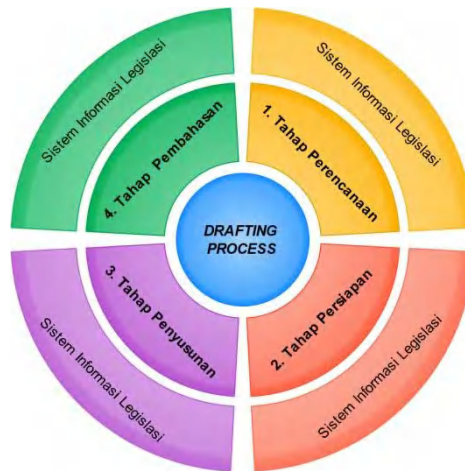 DRAFTING
PROCESS
1. Tahap Perencanaan
Sistem Informasi Legislasi
2. Tahap Persiapan
Sistem Informasi Legislasi
3. Tahap Penyusunan
Sistem Informasi Legislasi
4. Tahap Pembahasan
Sistem Informasi Legislasi